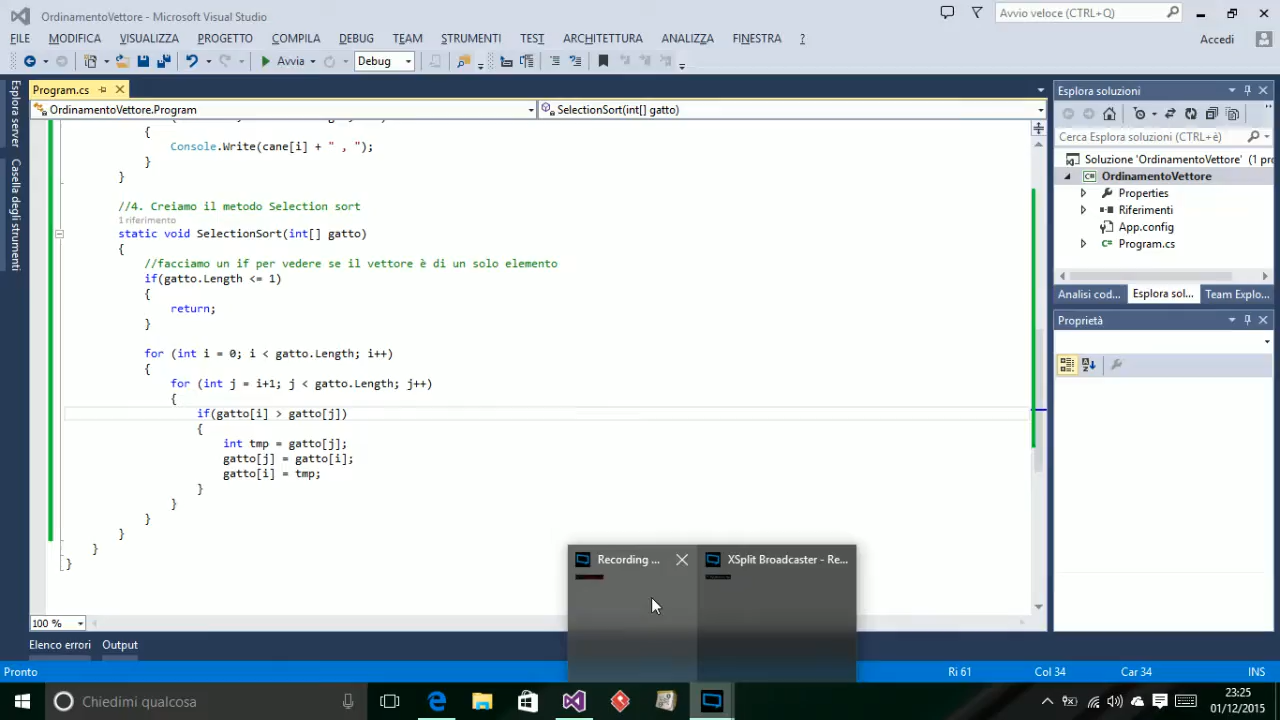 OrdinamentoVettore - Microsoft Visual Studio
Avvio veloce (CTRL+Q)
FILE MODIFICA VISUALIZZA PROGETTO COMPILA DEBUG TEAM STRUMENTI TEST ARCHITETTURA ANALIZZA FINESTRA ?
Accedi
Avvia
Debug
Esplora server
Casella degli strumenti
Program.cs
OrdinamentoVettore.Program
SelectionSort(int[] gatto)
{
Console.Write(cane[i] + " , ");
}
}
//4. Creiamo il metodo Selection sort
1 riferimento
static void SelectionSort(int[] gatto)
{
//facciamo un if per vedere se il vettore è di un solo elemento
if(gatto.Length <= 1)
{
return;
}
for (int i = 0; i < gatto.Length; i++)
{
for (int j = i+1; j < gatto.Length; j++)
{
if(gatto[i] > gatto[j])
{
int tmp = gatto[j];
gatto[j] = gatto[i];
gatto[i] = tmp;
}
}
}
}
}
}
100 %
Esplora soluzioni
Cerca Esplora soluzioni (CTRL+è)
Soluzione 'OrdinamentoVettore' (1 pro
OrdinamentoVettore
Properties
Riferimenti
App.config
Program.cs
Analisi cod... Esplora sol... Team Explo...
Proprietà
Recording ...
XSplit Broadcaster - Re...
Elenco errori Output
Pronto
Ri 61 Col 34 Car 34 INS
Chiedimi qualcosa
23:25
01/12/2015